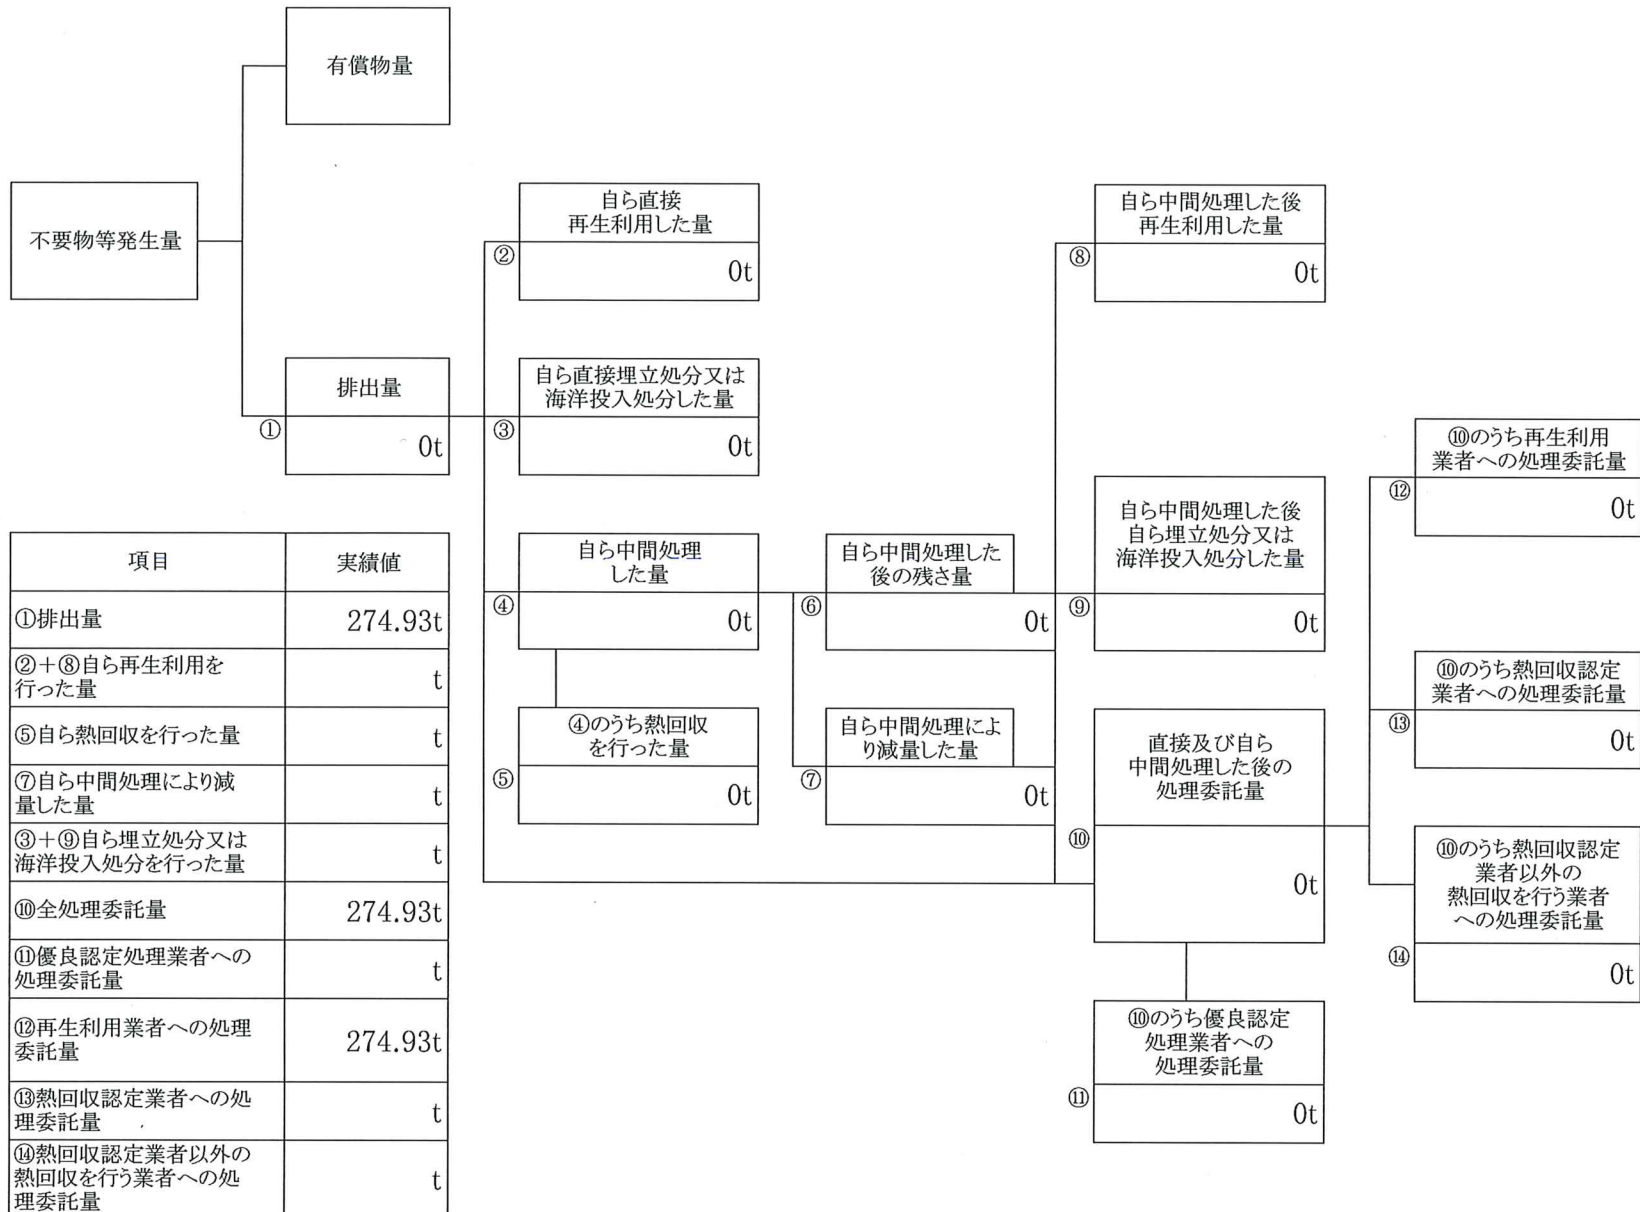 有償物量
不要物等発生量
排出量
①
0t
自ら直接
再生利用した量
②
0t
自ら直接埋立処分又は
海洋投入処分した量
③
0t
自ら中間処理
した量
④
0t
④のうち熱回収
を行った量
⑤
0t
自ら中間処理した
後の残さ量
⑥
0t
自ら中間処理によ
り減量した量
⑦
0t
自ら中間処理した後
再生利用した量
⑧
0t
自ら中間処理した後
自ら埋立処分又は
海洋投入処分した量
⑨
0t
直接及び自ら
中間処理した後の
処理委託量
⑩
0t
⑩のうち優良認定
処理業者への
処理委託量
⑪
0t
⑩のうち再生利用
業者への処理委託量
⑫
0t
⑩のうち熱回収認定
業者への処理委託量
⑬
0t
⑩のうち熱回収認定
業者以外の
熱回収を行う業者
への処理委託量
⑭
0t
項目 実績値
①排出量 274.93t
②+⑧自ら再生利用を
行った量 t
⑤自ら熱回収を行った量 t
⑦自ら中間処理により減
量した量 t
③+⑨自ら埋立処分又は
海洋投入処分を行った量 t
⑩全処理委託量 274.93t
⑪優良認定処理業者への
処理委託量 t
⑫再生利用業者への処理
委託量 274.93t
⑬熱回収認定業者への処
理委託量 t
⑭熱回収認定業者以外の
熱回収を行う業者への処
理委託量 t